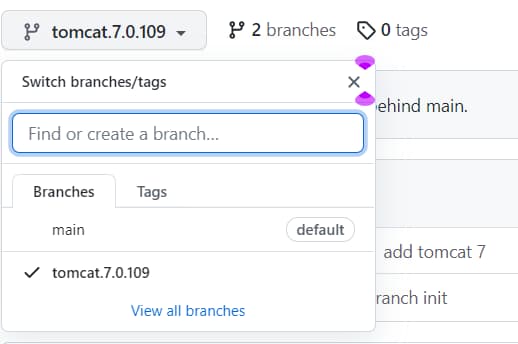 tomcat.7.0.109 2 branches 0 tags
Switch branches/tags
ehind main.
Find or create a branch...
Branches Tags
main default
add tomcat 7
tomcat.7.0.109
ranch init
View all branches